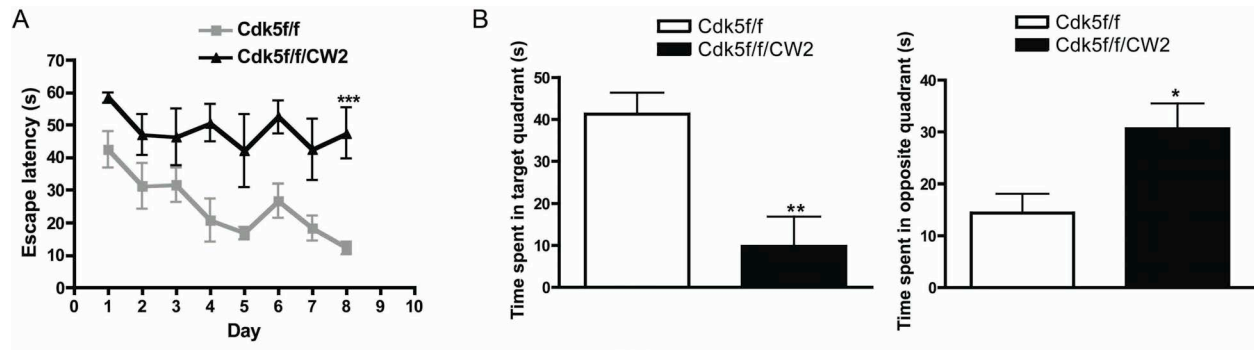 A
Cdk5f/f
Cdk5f/f/CW2
Escape latency (s)
70
60
50
40
30
20
10
0
***
0 1 2 3 4 5 6 7 8 9 10
Day
B
Cdk5f/f
Cdk5f/f/CW2
Time spent in target quadrant (s)
50
40
30
20
10
0
**
Cdk5f/f
Cdk5f/f/CW2
Time spent in opposite quadrant (s)
40
30
20
10
0
*